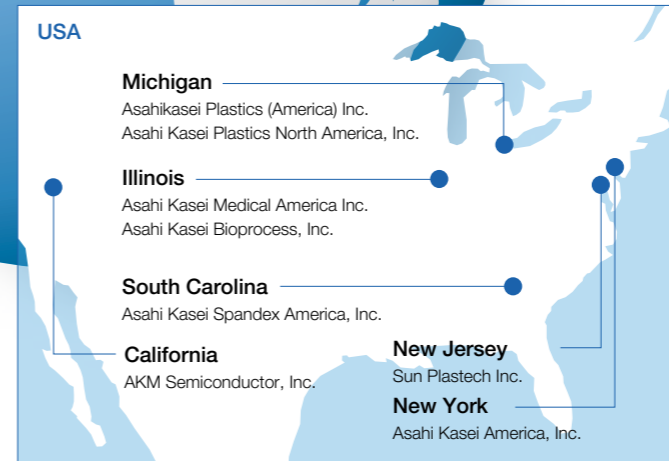 USA
Michigan
Asahikasei Plastics (America) Inc.
Asahi Kasei Plastics North America, Inc.
Illinois
Asahi Kasei Medical America Inc.
Asahi Kasei Bioprocess, Inc.
South Carolina
Asahi Kasei Spandex America, Inc.
California
AKM Semiconductor, Inc.
New Jersey
Sun Plastech Inc.
New York
Asahi Kasei America, Inc.